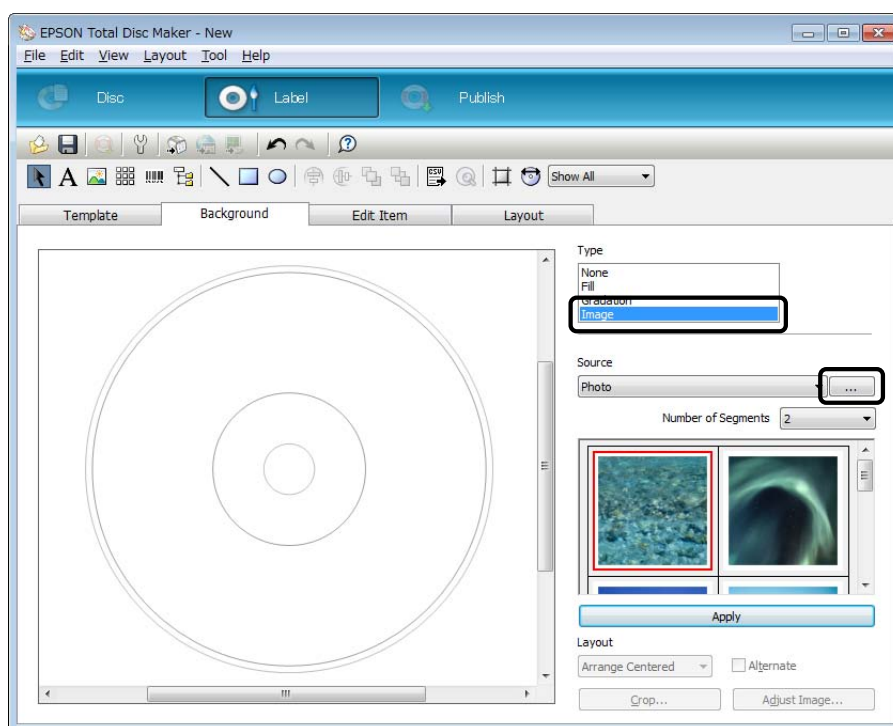 EPSON Total Disc Maker - New
File Edit View Layout Tool Help
Disc Label Publish
A CSV Show All
Template Background Edit Item Layout
Type
None
Fill
Gradation
Image
Source
Photo ...
Number of Segments 2
Apply
Layout
Arrange Centered Alternate
Crop... Adjust Image...